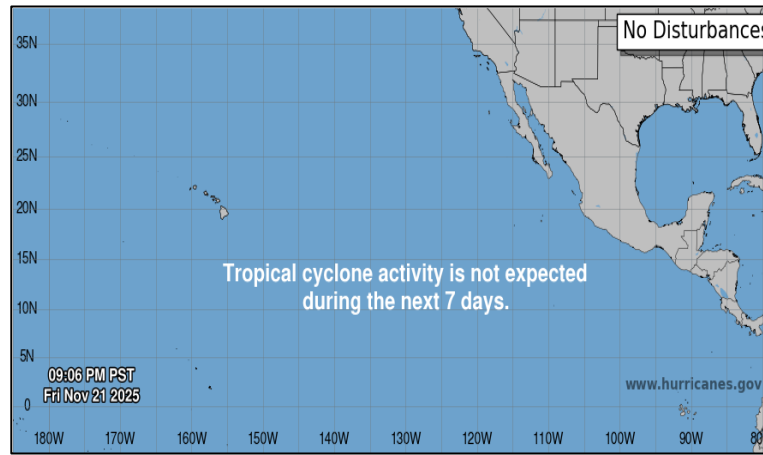 No Disturbances
35N
30N
25N
20N
15N
Tropical cyclone activity is not expected
during the next 7 days.
10N
5N
09:06 PM PST
Fri Nov 21 2025
www.hurricanes.gov
0
180W 170W 160W 150W 140W 130W 120W 110W 100W 90W 80